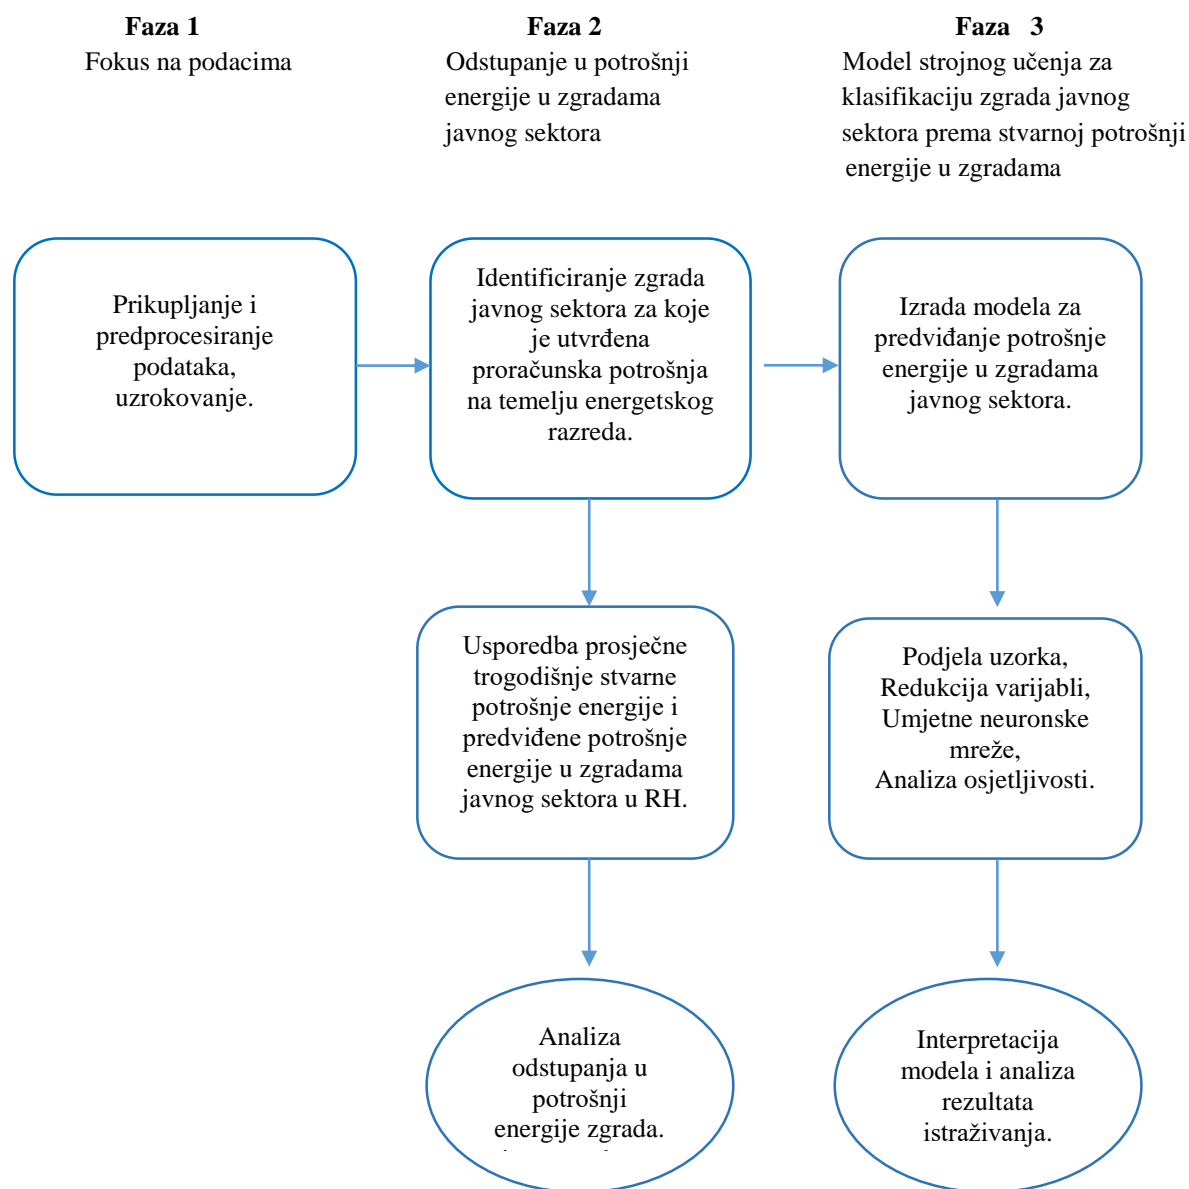 Faza 1
Fokus na podacima
Faza 2
Odstupanje u potrošnji
energije u zgradama
javnog sektora
Faza 3
Model strojnog učenja za
klasifikaciju zgrada javnog
sektora prema stvarnoj potrošnji
energije u zgradama
Prikupljanje i
predprocesiranje
podataka,
uzrokovanje.
Identificiranje zgrada
javnog sektora za koje
je utvrđena
proračunska potrošnja
na temelju energetskog
razreda.
Izrada modela za
predviđanje potrošnje
energije u zgradama
javnog sektora.
Usporedba prosječne
trogodišnje stvarne
potrošnje energije i
predviđene potrošnje
energije u zgradama
javnog sektora u RH.
Podjela uzorka,
Redukcija varijabli,
Umjetne neuronske
mreže,
Analiza osjetljivosti.
Analiza
odstupanja u
potrošnji
energije zgrada.
Interpretacija
modela i analiza
rezultata
istraživanja.